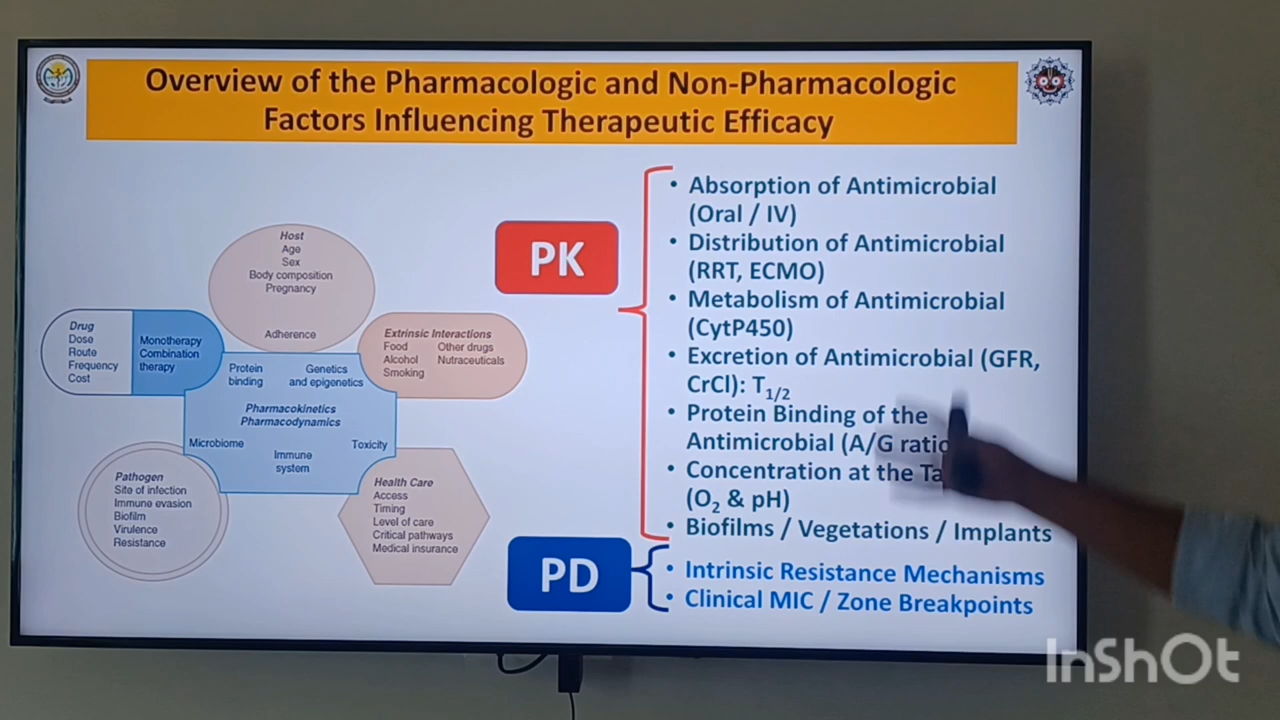 Overview of the Pharmacologic and Non-Pharmacologic
Factors Influencing Therapeutic Efficacy
Host
Age
Sex
Body composition
Pregnancy
Adherence
Drug
Dose
Route
Frequency
Cost
Monotherapy
Combination
therapy
Extrinsic Interactions
Food Other drugs
Alcohol Nutraceuticals
Smoking
Protein
binding
Genetics
and epigenetics
Pharmacokinetics
Pharmacodynamics
Microbiome
Toxicity
Immune
system
Pathogen
Site of infection
Immune evasion
Biofilm
Virulence
Resistance
Health Care
Access
Timing
Level of care
Critical pathways
Medical insurance
PK
• Absorption of Antimicrobial
(Oral / IV)
• Distribution of Antimicrobial
(RRT, ECMO)
• Metabolism of Antimicrobial
(CytP450)
• Excretion of Antimicrobial (GFR,
CrCl): T1/2
• Protein Binding of the
Antimicrobial (A/G ratio
• Concentration at the
(O2 & pH)
• Biofilms / Vegetations / Implants
PD
• Intrinsic Resistance Mechanisms
• Clinical MIC / Zone Breakpoints
InShOt